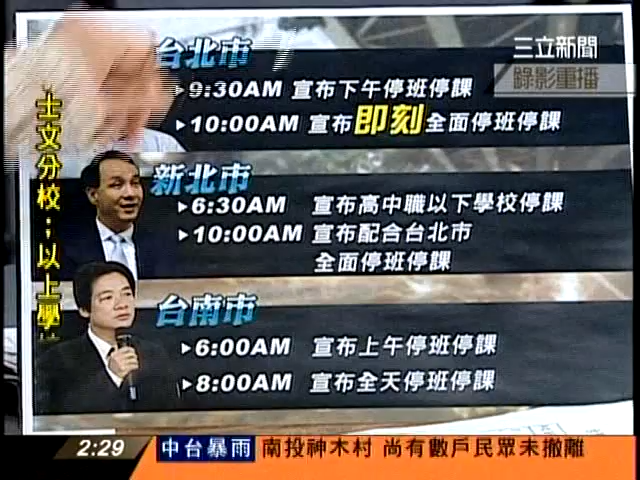 三立新聞
錄影重播
台北市
9:30AM 宣布下午停班停課
10:00AM 宣布即刻全面停班停課
新北市
6:30AM 宣布高中職以下學校停課
10:00AM 宣布配合台北市
全面停班停課
台南市
6:00AM 宣布上午停班停課
8:00AM 宣布全天停班停課
士文分校；以上學
2:29
中台暴雨 南投神木村 尚有數戶民眾未撤離